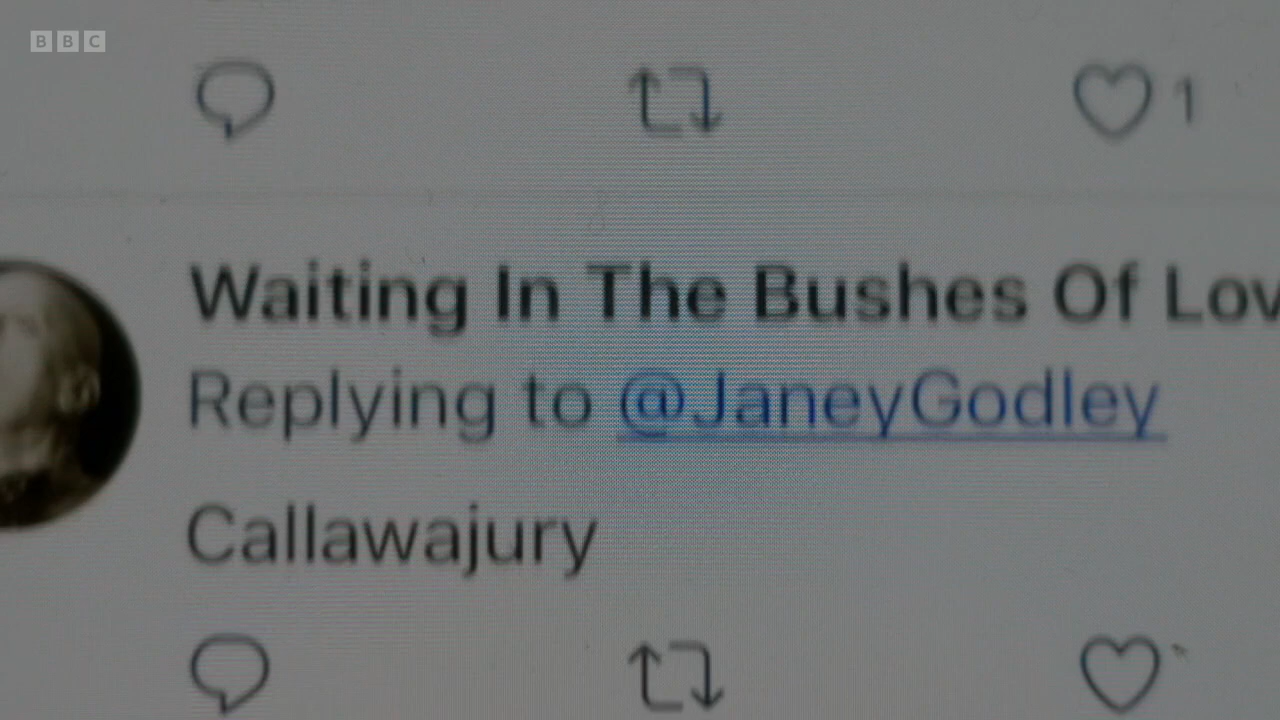 BBC
1
Waiting In The Bushes Of Lov
Replying to @JaneyGodley
Callawajury